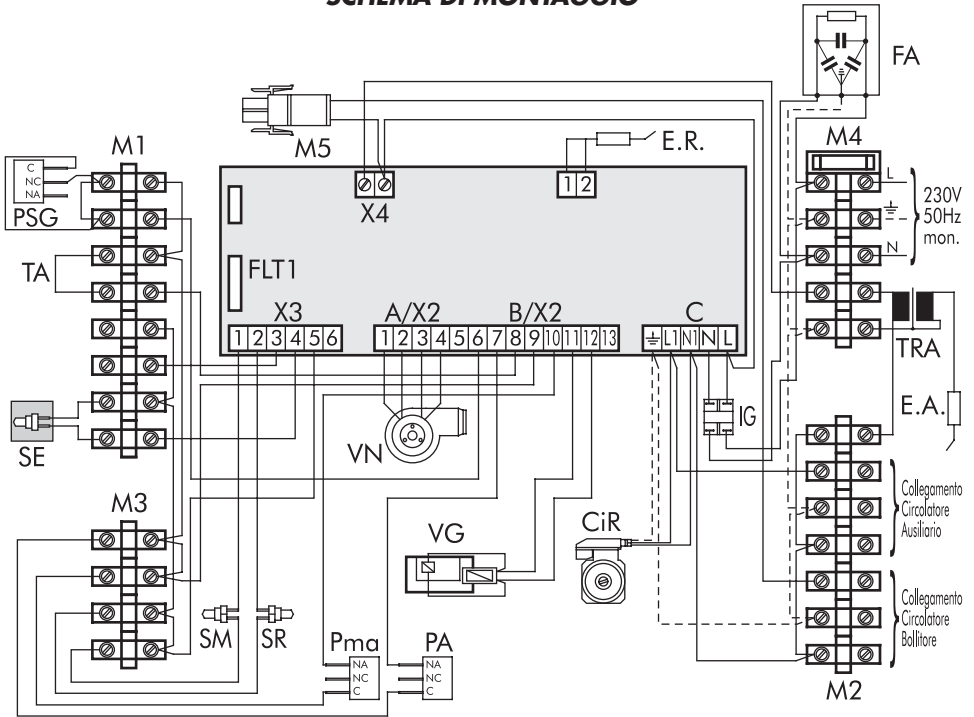 SCHEMA DI MONTAGGIO
FA
M5
E.R.
M4
M1
C
NC
NA
PSG
X4
1 2
L
N
230V
50Hz
mon.
TA
FLT1
X3
A/X2
B/X2
C
1 2 3 4 5 6
1 2 3 4 5 6 7 8 9 10 11 12 13
L1 N1 N L
TRA
SE
VN
IG
E.A.
M3
VG
CiR
Collegamento
Circolatore
Ausiliario
SM
SR
Pma
PA
NA
NC
C
NA
NC
C
Collegamento
Circolatore
Bollitore
M2